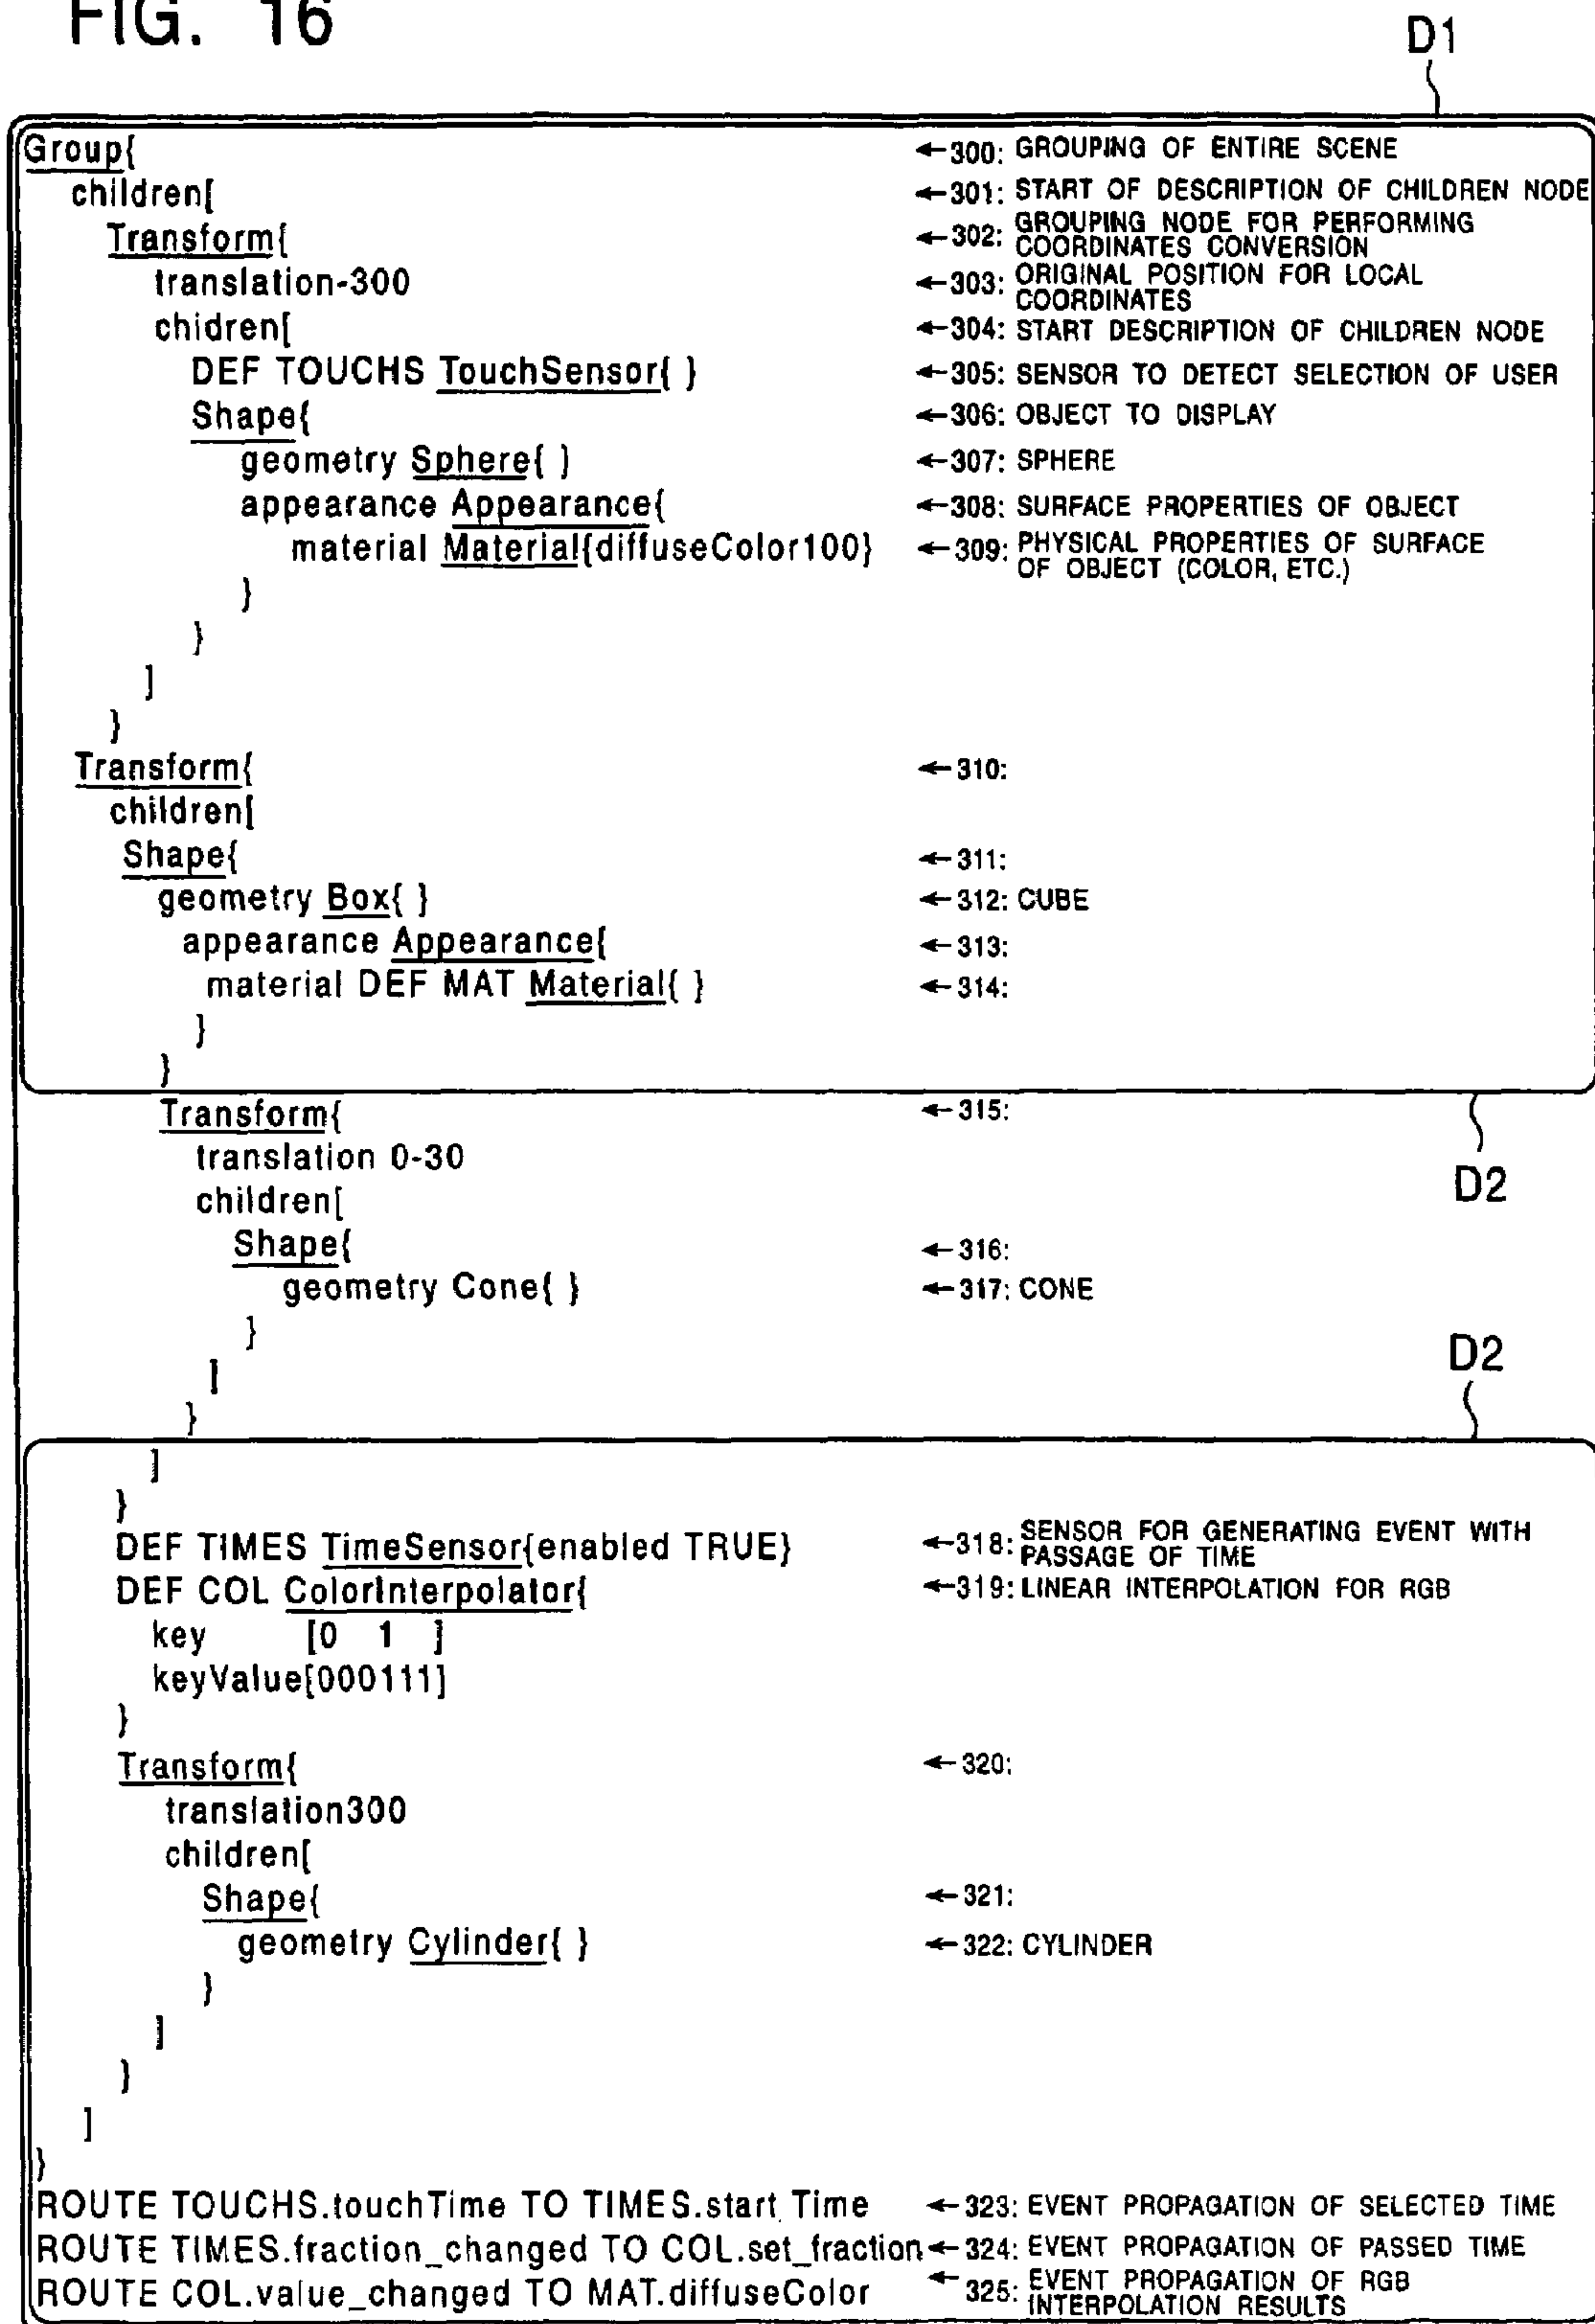 FIG. 16
D1
Group{ ←300: GROUPING OF ENTIRE SCENE
children[ ←301: START OF DESCRIPTION OF CHILDREN NODE
Transform{ ←302: GROUPING NODE FOR PERFORMING COORDINATES CONVERSION
translation-300 ←303: ORIGINAL POSITION FOR LOCAL COORDINATES
chidren[ ←304: START DESCRIPTION OF CHILDREN NODE
DEF TOUCHS TouchSensor{ } ←305: SENSOR TO DETECT SELECTION OF USER
Shape{ ←306: OBJECT TO DISPLAY
geometry Sphere{ } ←307: SPHERE
appearance Appearance{ ←308: SURFACE PROPERTIES OF OBJECT
material Material{diffuseColor100} ←309: PHYSICAL PROPERTIES OF SURFACE OF OBJECT (COLOR, ETC.)
}
}
]
}
Transform{ ←310:
children[
Shape{ ←311:
geometry Box{ } ←312: CUBE
appearance Appearance{ ←313:
material DEF MAT Material{ } ←314:
}
}
Transform{ ←315:
translation 0-30
D2
children[
Shape{ ←316:
geometry Cone{ } ←317: CONE
}
D2
]
}
]
}
DEF TIMES TimeSensor{enabled TRUE} ←318: SENSOR FOR GENERATING EVENT WITH PASSAGE OF TIME
DEF COL ColorInterpolator{ ←319: LINEAR INTERPOLATION FOR RGB
key [0 1 ]
keyValue[000111]
}
Transform{ ←320:
translation300
children[
Shape{ ←321:
geometry Cylinder{ } ←322: CYLINDER
}
]
}
]
}
ROUTE TOUCHS.touchTime TO TIMES.start Time ←323: EVENT PROPAGATION OF SELECTED TIME
ROUTE TIMES.fraction_changed TO COL.set_fraction ←324: EVENT PROPAGATION OF PASSED TIME
ROUTE COL.value_changed TO MAT.diffuseColor ←325: EVENT PROPAGATION OF RGB INTERPOLATION RESULTS